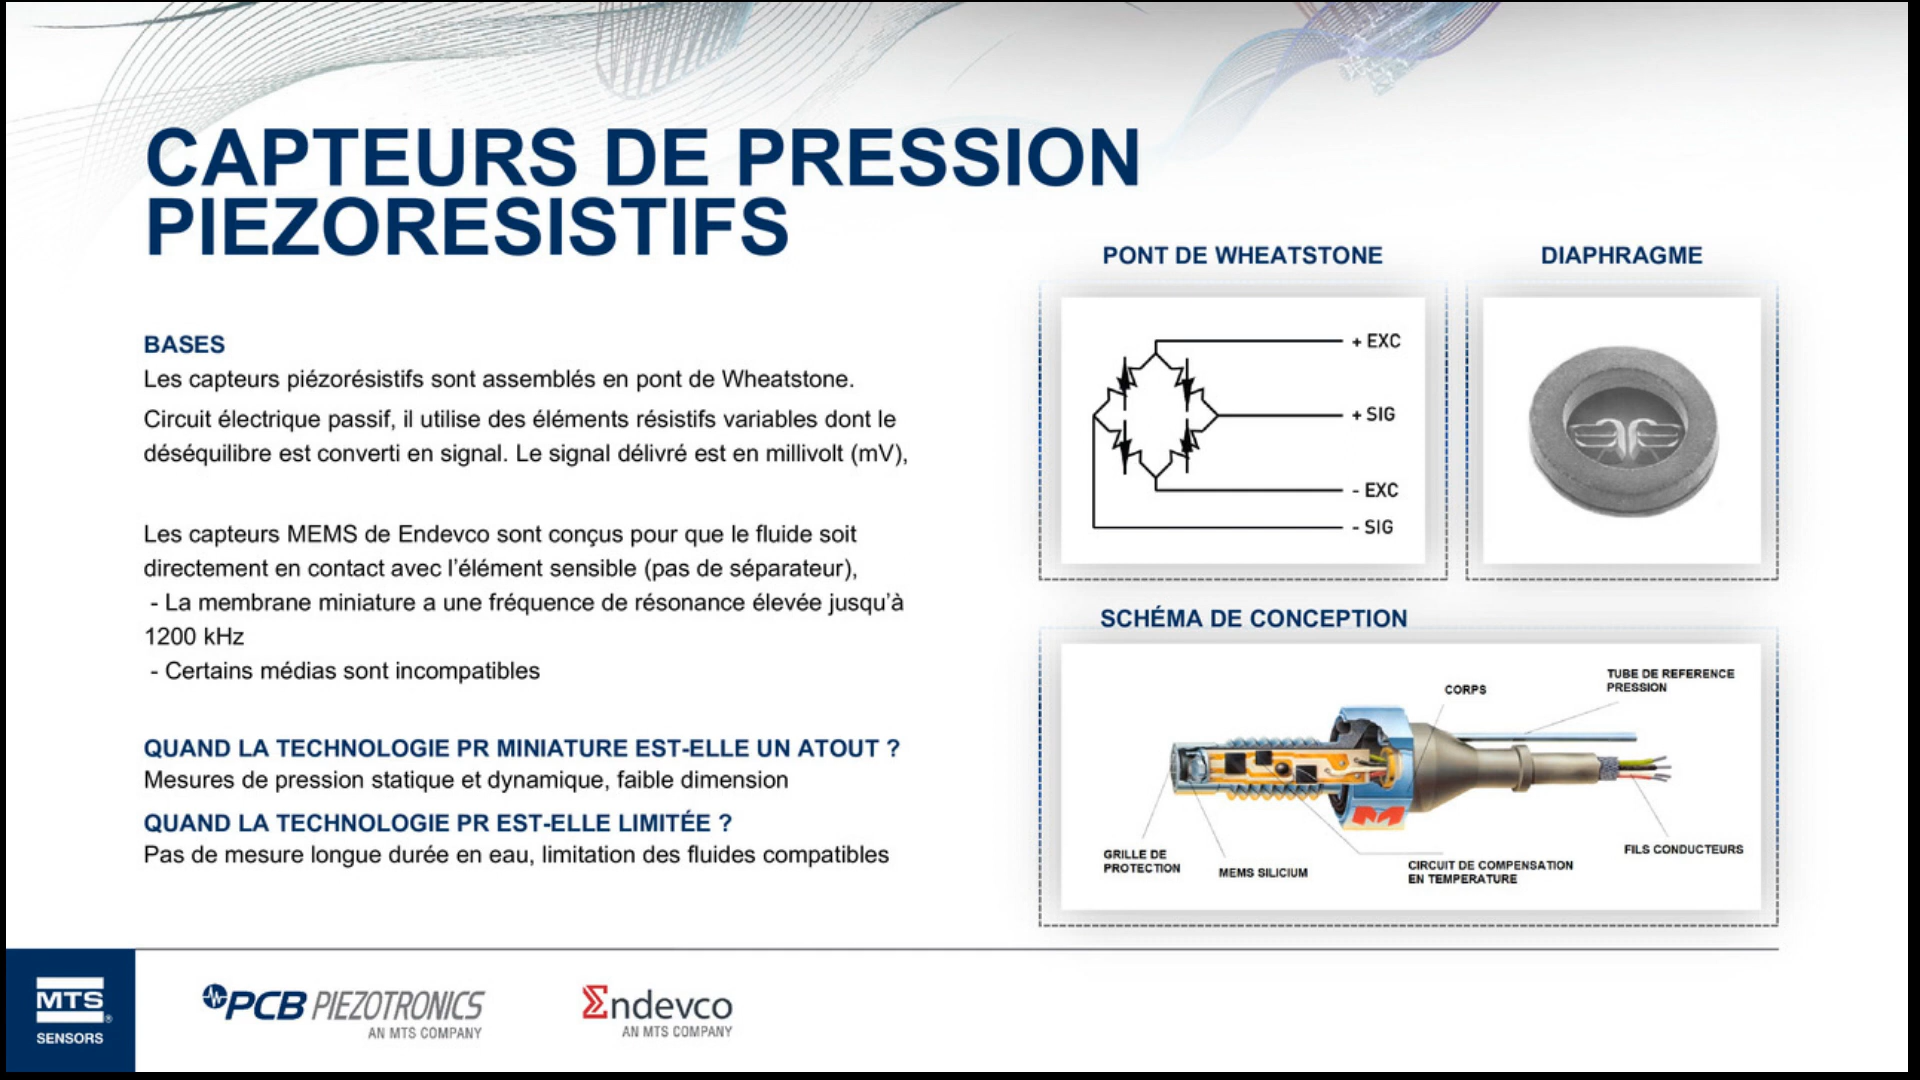 CAPTEURS DE PRESSION
PIEZORESISTIFS
BASES
Les capteurs piézorésistifs sont assemblés en pont de Wheatstone.
Circuit électrique passif, il utilise des éléments résistifs variables dont le
déséquilibre est converti en signal. Le signal délivré est en millivolt (mV),
Les capteurs MEMS de Endevco sont conçus pour que le fluide soit
directement en contact avec l'élément sensible (pas de séparateur),
- La membrane miniature a une fréquence de résonance élevée jusqu'à
1200 kHz
- Certains médias sont incompatibles
QUAND LA TECHNOLOGIE PR MINIATURE EST-ELLE UN ATOUT ?
Mesures de pression statique et dynamique, faible dimension
QUAND LA TECHNOLOGIE PR EST-ELLE LIMITÉE ?
Pas de mesure longue durée en eau, limitation des fluides compatibles
PONT DE WHEATSTONE
+ EXC
+ SIG
- EXC
- SIG
DIAPHRAGME
SCHÉMA DE CONCEPTION
CORPS
TUBE DE REFERENCE
PRESSION
GRILLE DE
PROTECTION
MEMS SILICIUM
CIRCUIT DE COMPENSATION
EN TEMPERATURE
FILS CONDUCTEURS
MTS
SENSORS
PCB PIEZOTRONICS
AN MTS COMPANY
Endevco
AN MTS COMPANY